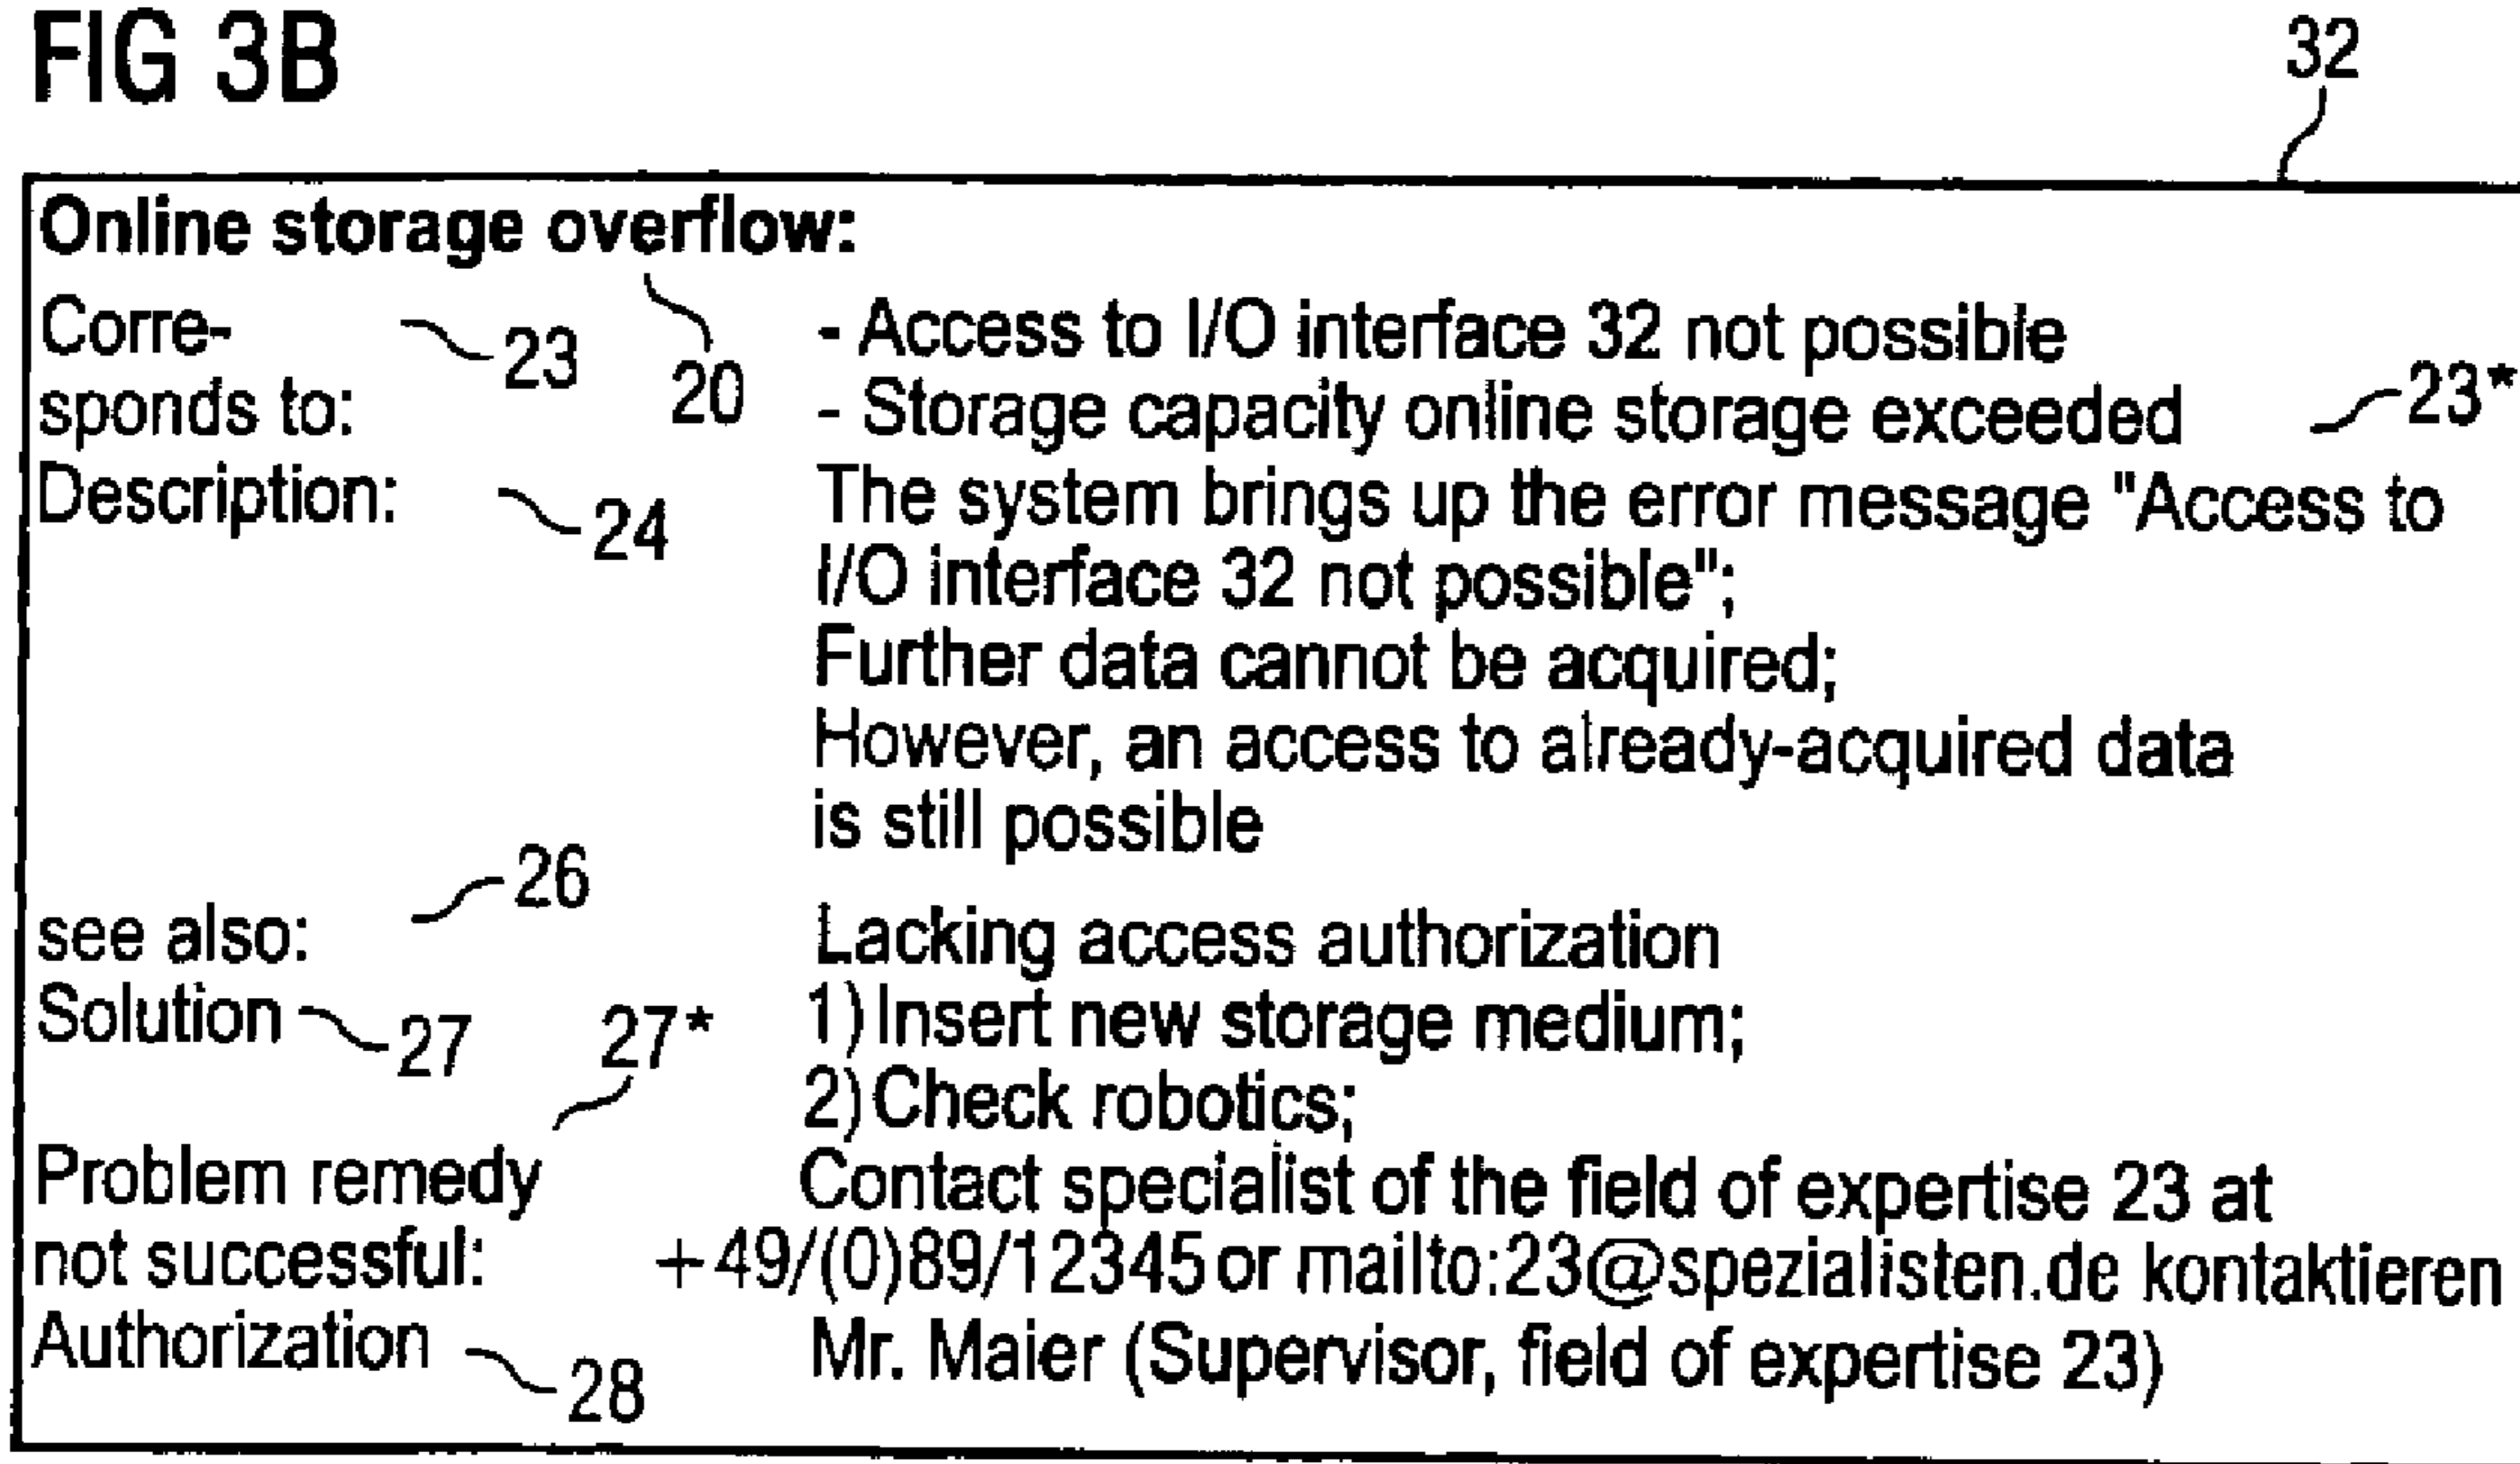 FIG 3B
32
Online storage overflow:
20
Corre- 23 - Access to I/O interface 32 not possible
sponds to: - Storage capacity online storage exceeded 23*
Description: 24 The system brings up the error message "Access to
I/O interface 32 not possible";
Further data cannot be acquired;
However, an access to already-acquired data
is still possible
26
see also: Lacking access authorization
Solution 27 1) Insert new storage medium;
27* 2) Check robotics;
Problem remedy Contact specialist of the field of expertise 23 at
not successful: +49/(0)89/12345 or mailto:23@spezialisten.de kontaktieren
Authorization 28 Mr. Maier (Supervisor, field of expertise 23)